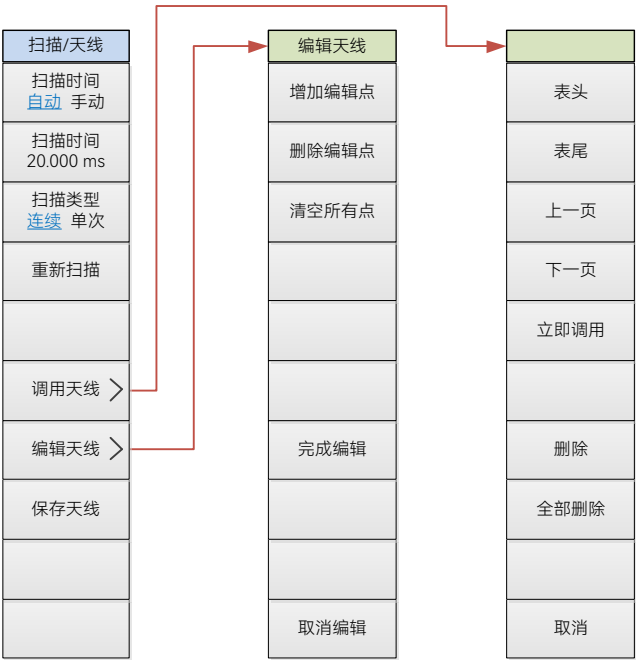 扫描/天线
扫描时间
自动 手动
扫描时间
20.000 ms
扫描类型
连续 单次
重新扫描
调用天线
编辑天线
保存天线
编辑天线
增加编辑点
删除编辑点
清空所有点
完成编辑
取消编辑
表头
表尾
上一页
下一页
立即调用
删除
全部删除
取消